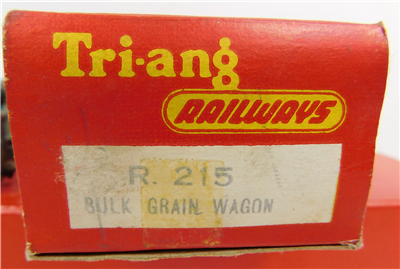 Tri-ang
RAILWAYS
R. 215
BULK GRAIN WAGON